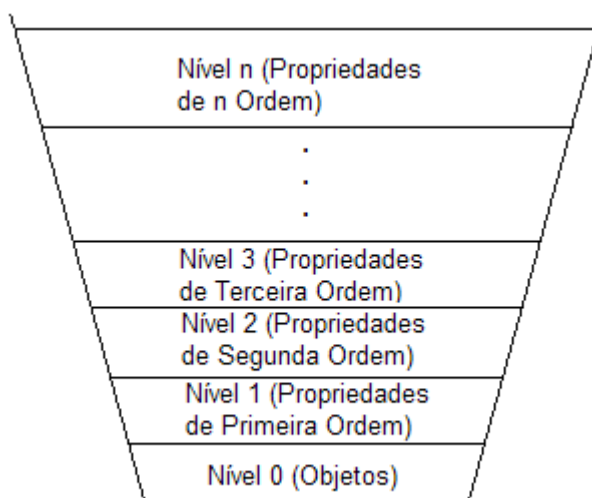 Nível n (Propriedades
de n Ordem)
.
.
.
Nível 3 (Propriedades
de Terceira Ordem)
Nível 2 (Propriedades
de Segunda Ordem)
Nível 1 (Propriedades
de Primeira Ordem)
Nível 0 (Objetos)